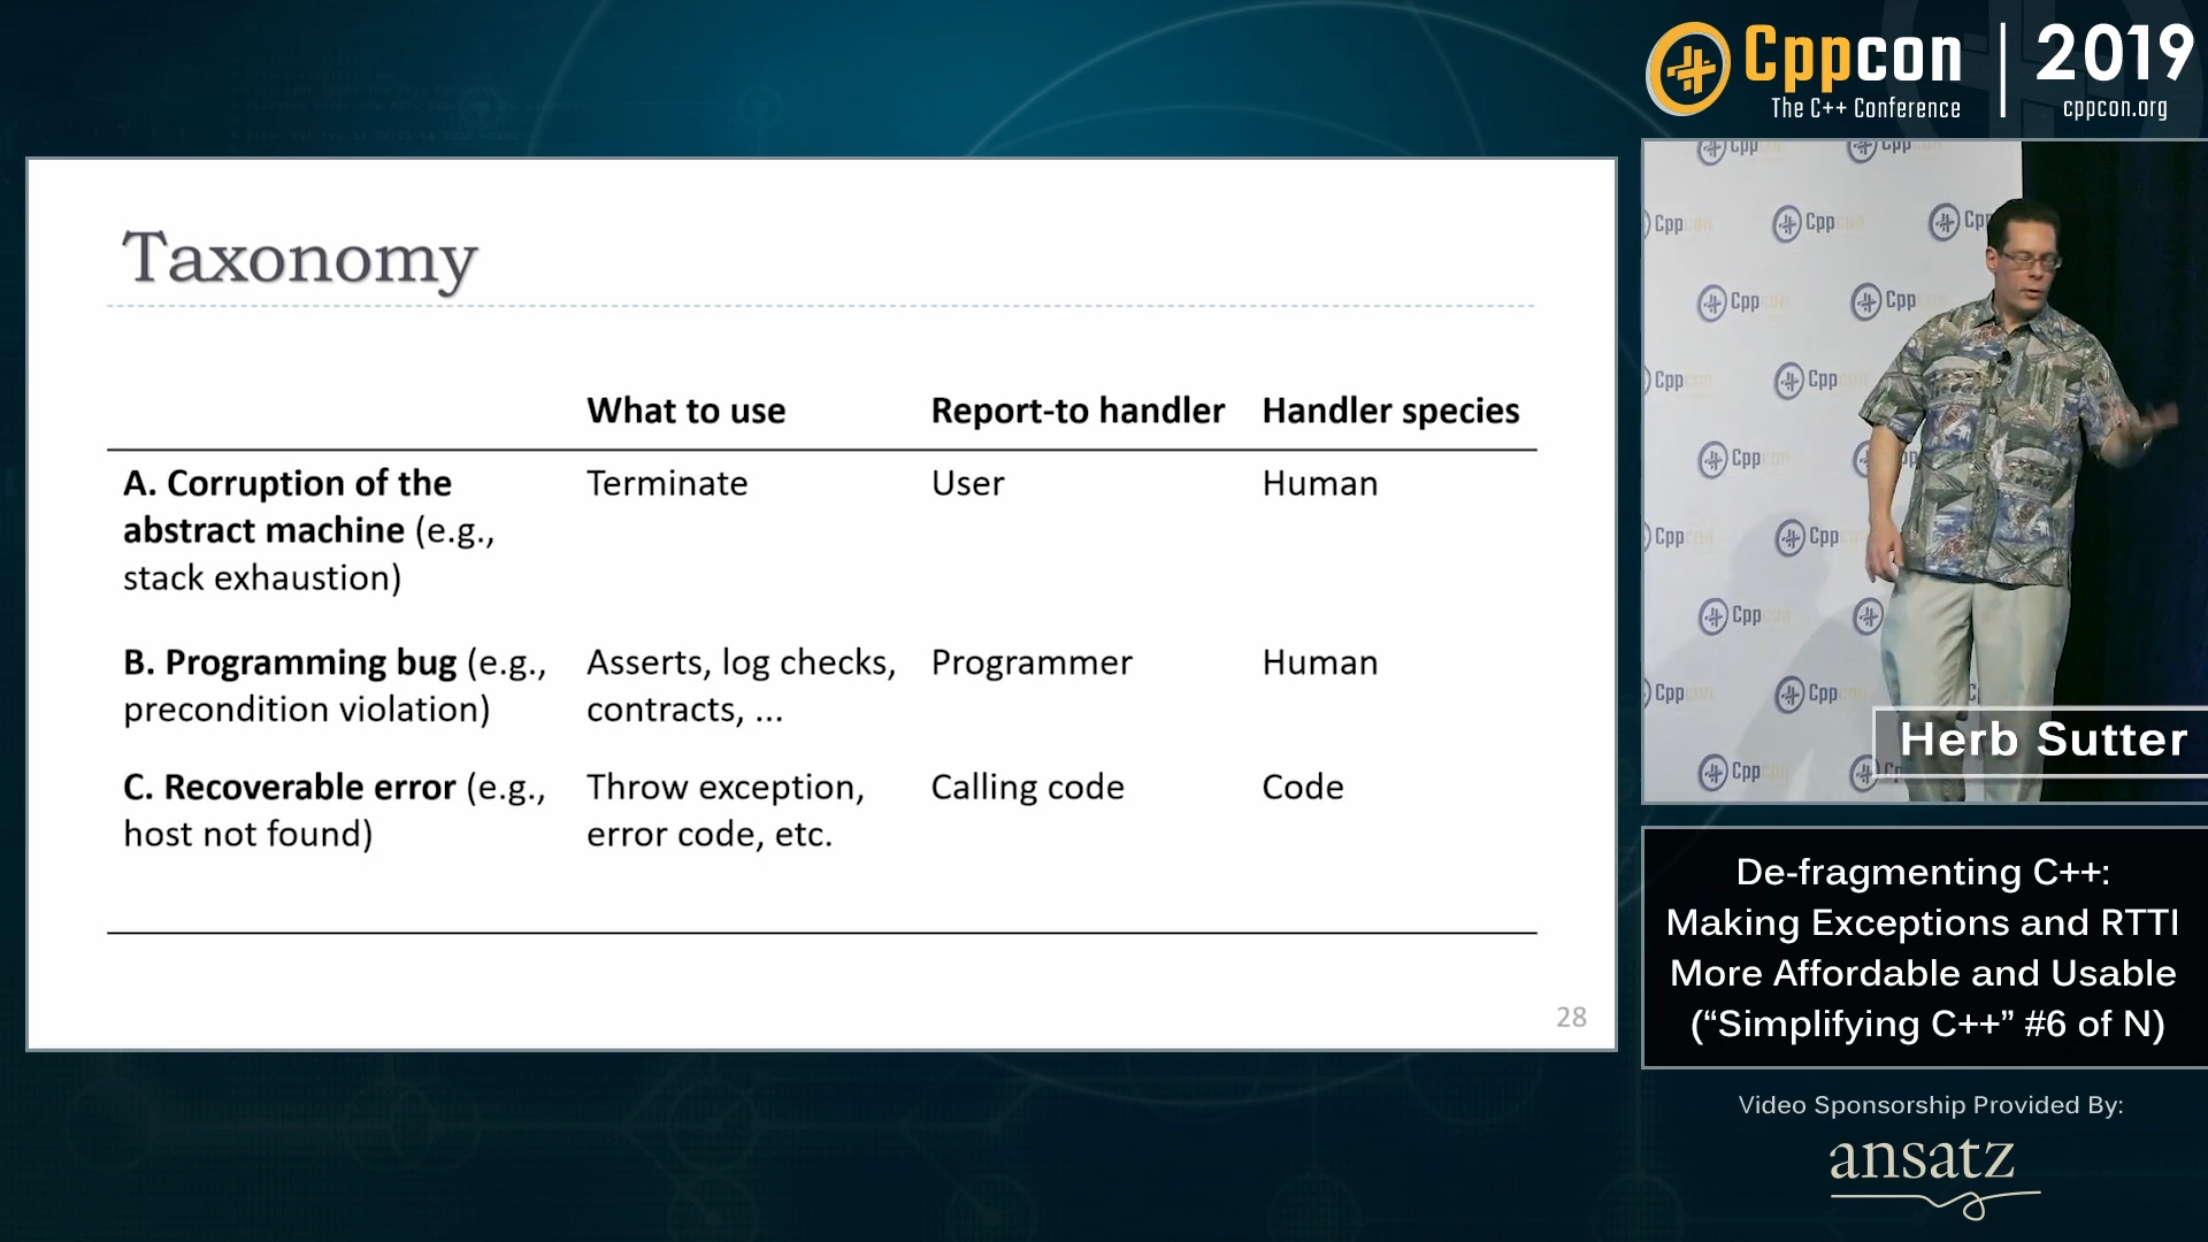 Cppcon
The C++ Conference
2019
cppcon.org
Taxonomy
What to use
Report-to handler
Handler species
A. Corruption of the
abstract machine (e.g.,
stack exhaustion)
Terminate
User
Human
B. Programming bug (e.g.,
precondition violation)
Asserts, log checks,
contracts, ...
Programmer
Human
C. Recoverable error (e.g.,
host not found)
Throw exception,
error code, etc.
Calling code
Code
28
Herb Sutter
De-fragmenting C++:
Making Exceptions and RTTI
More Affordable and Usable
(“Simplifying C++” #6 of N)
Video Sponsorship Provided By:
ansatz